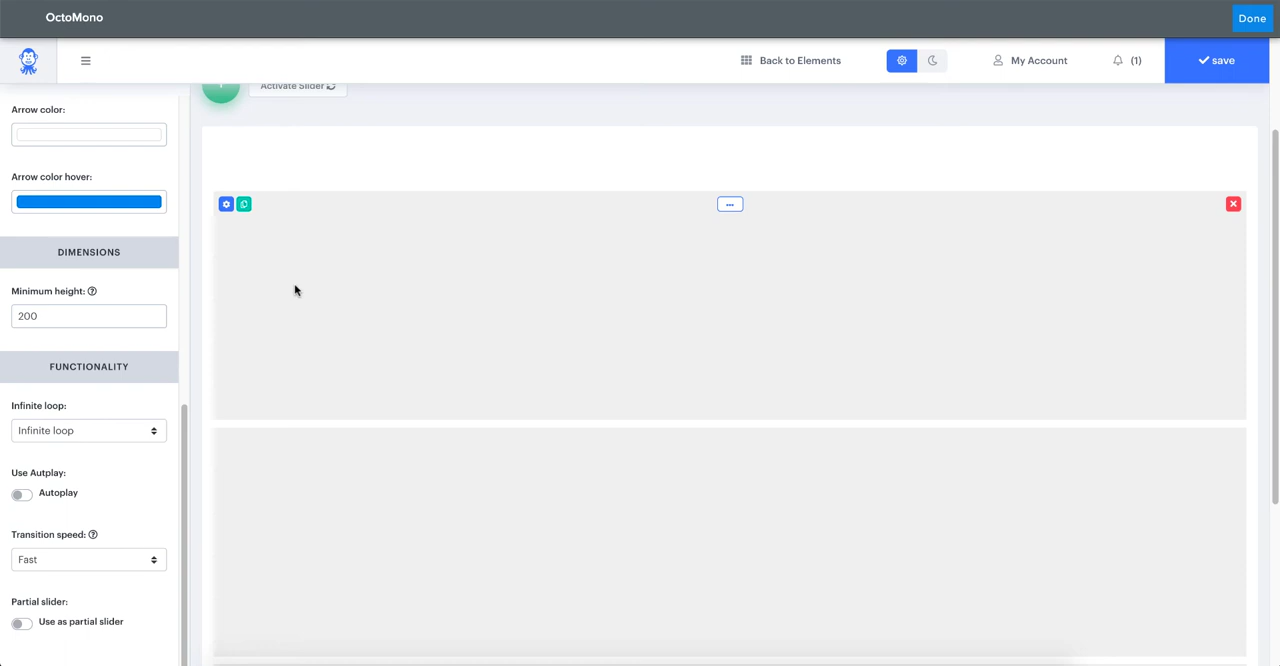 OctoMono
Done
Back to Elements
My Account
(1)
save
Activate Slider
Arrow color:
Arrow color hover:
DIMENSIONS
Minimum height:
200
FUNCTIONALITY
Infinite loop:
Infinite loop
Use Autplay:
Autoplay
Transition speed:
Fast
Partial slider:
Use as partial slider